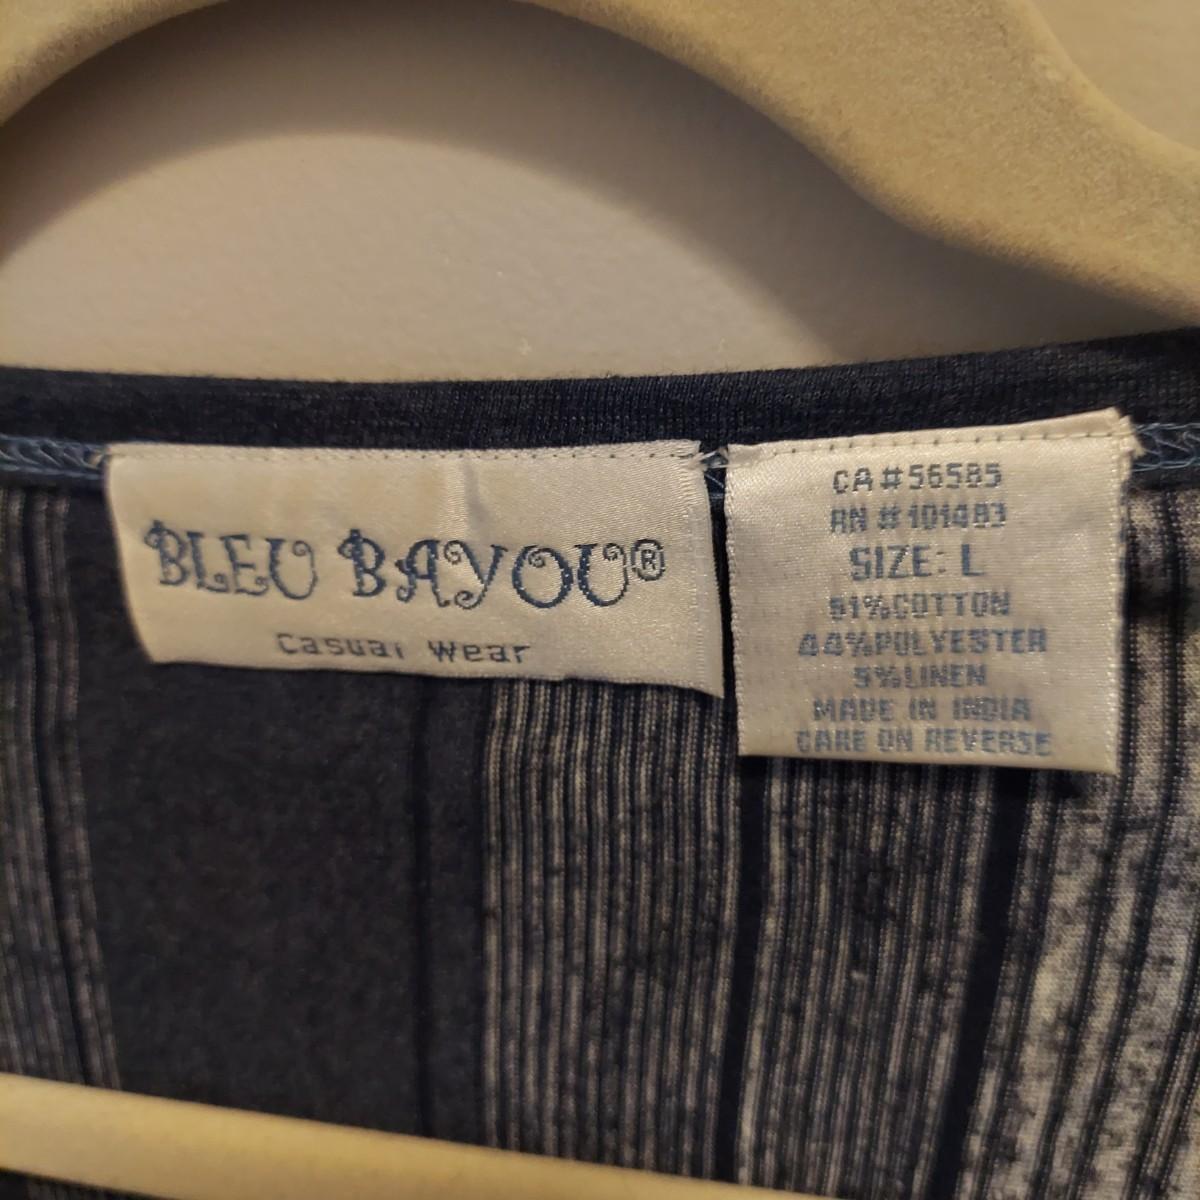 BLEU BAYOU®
Casual Wear
CA #56585
RN #101483
SIZE: L
51%COTTON
44%POLYESTER
5%LINEN
MADE IN INDIA
CARE ON REVERSE